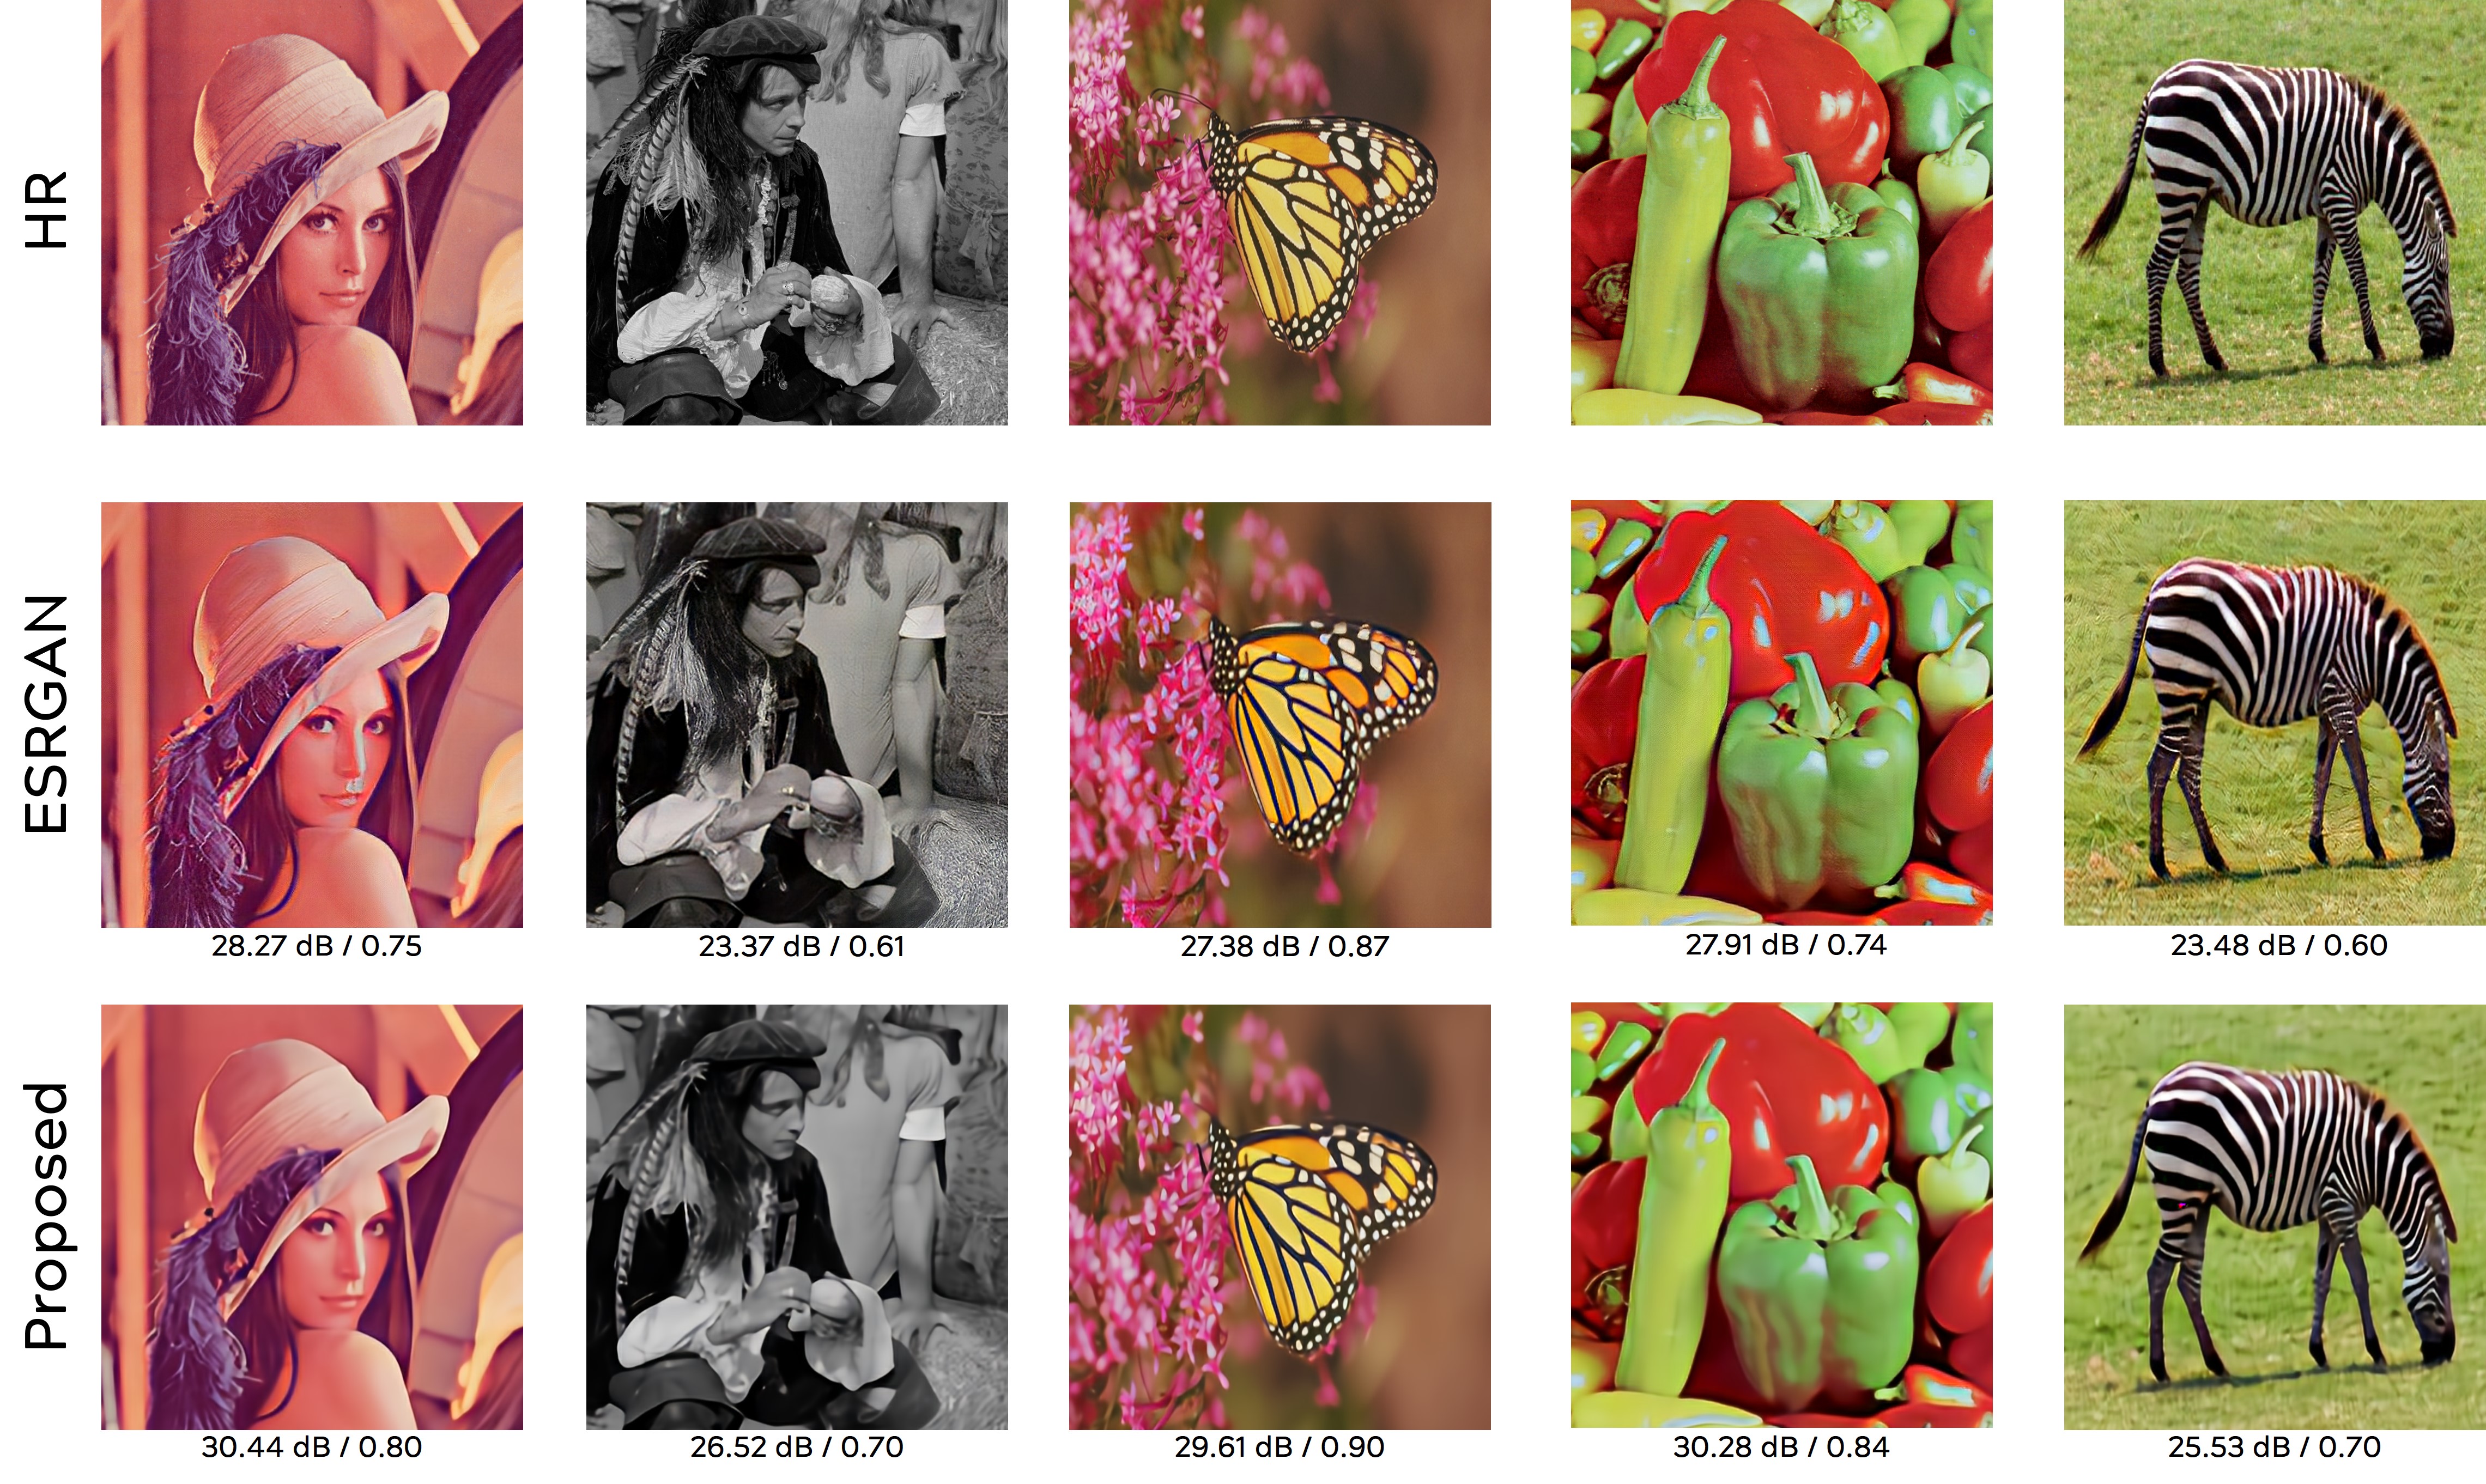 HR
ESRGAN
28.27 dB / 0.75
23.37 dB / 0.61
27.38 dB / 0.87
27.91 dB / 0.74
23.48 dB / 0.60
Proposed
30.44 dB / 0.80
26.52 dB / 0.70
29.61 dB / 0.90
30.28 dB / 0.84
25.53 dB / 0.70